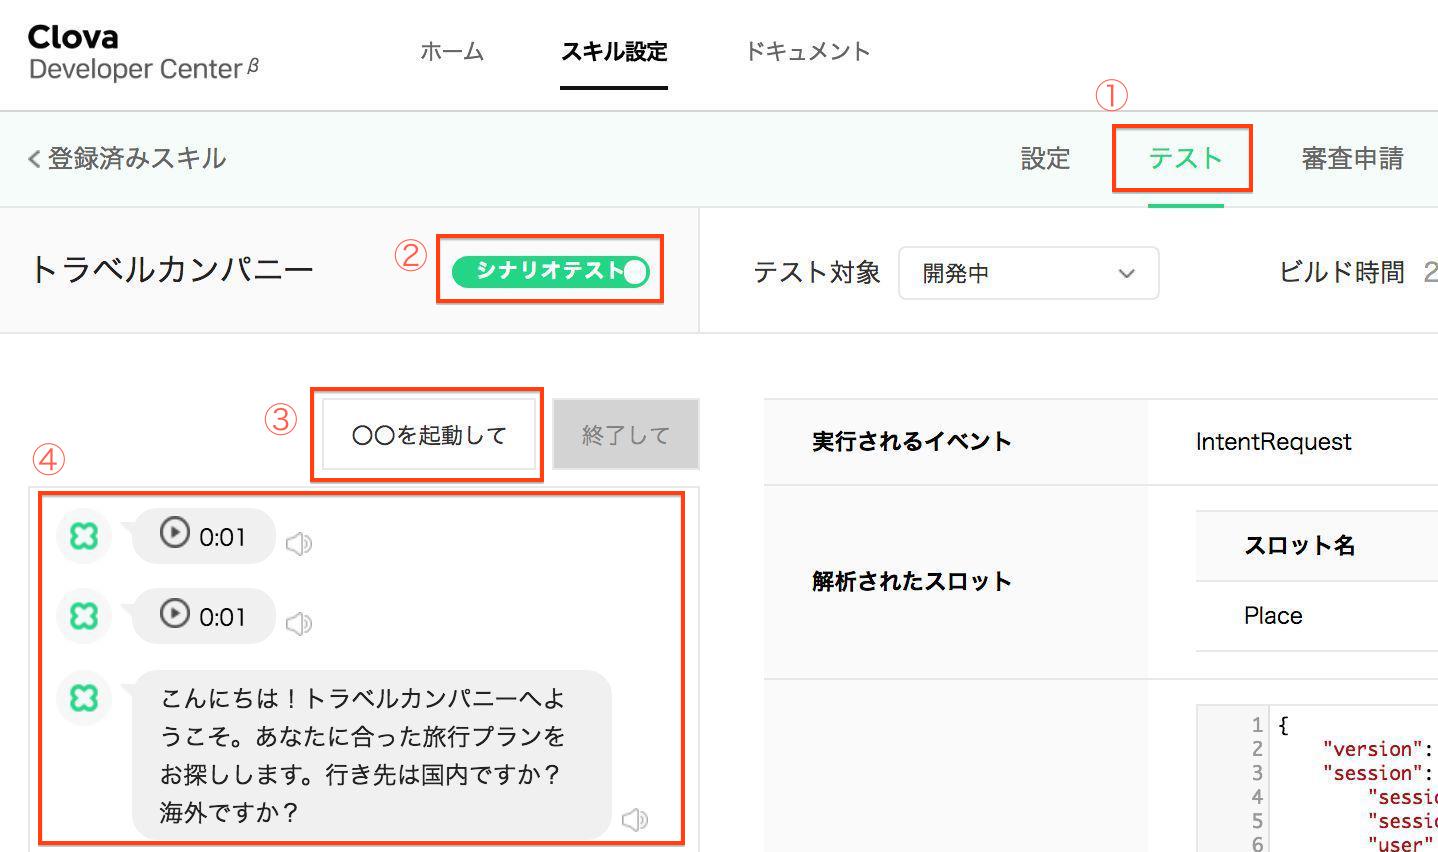 Clova
Developer Center β
ホーム
スキル設定
ドキュメント
①
< 登録済みスキル
設定
テスト
審査申請
トラベルカンパニー
②
シナリオテスト
テスト対象
開発中
ビルド時間 2
③
〇〇を起動して
終了して
④
実行されるイベント
IntentRequest
0:01
0:01
解析されたスロット
スロット名
Place
こんにちは！トラベルカンパニーへよ
うこそ。あなたに合った旅行プランを
お探しします。行き先は国内ですか？
海外ですか？
1 {
2 "version":
3 "session":
4 "sessio
5 "sessio
6 "user"